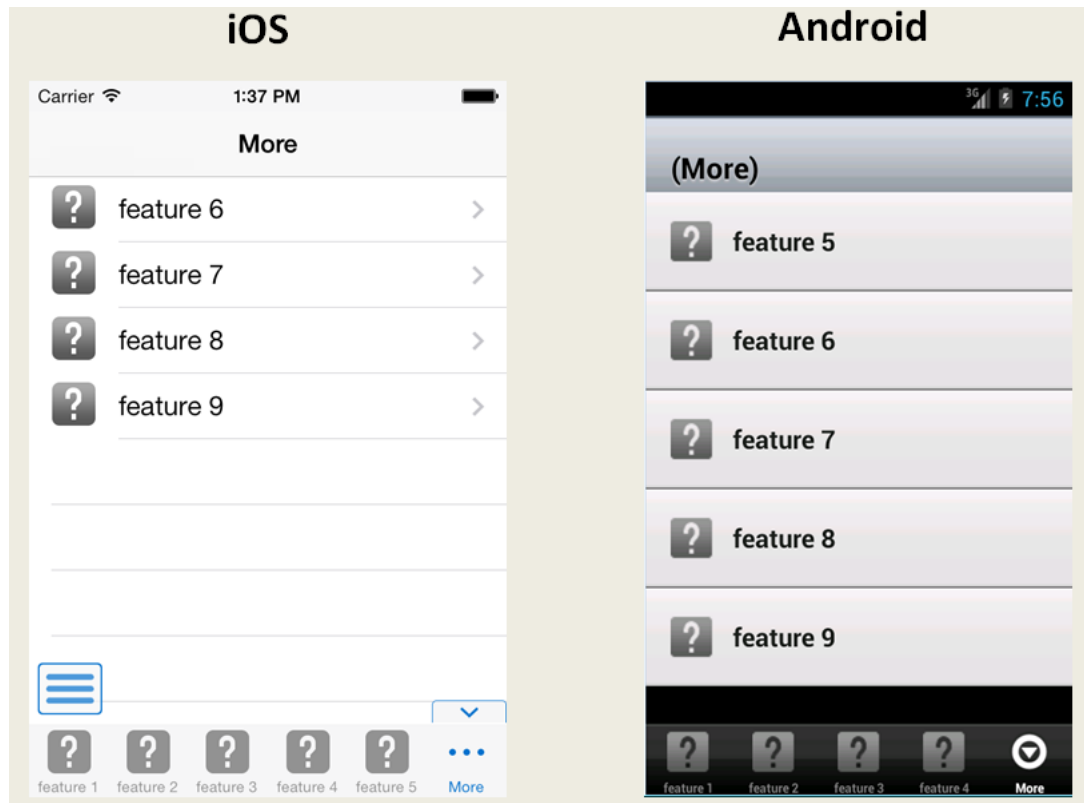 iOS
Carrier 1:37 PM
More
feature 6
feature 7
feature 8
feature 9
feature 1 feature 2 feature 3 feature 4 feature 5 More
Android
3G 7:56
(More)
feature 5
feature 6
feature 7
feature 8
feature 9
feature 1 feature 2 feature 3 feature 4 More